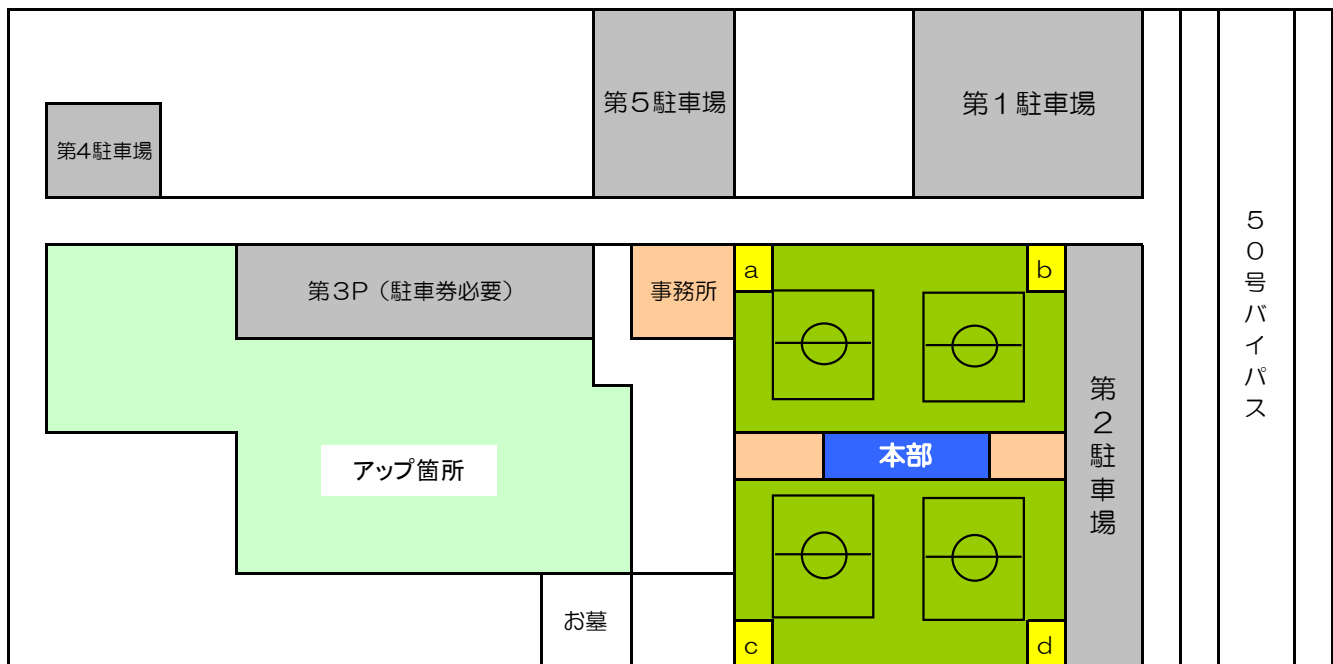 第５駐車場
第１駐車場
第4駐車場
５０号バイパス
第３P（駐車券必要）
事務所
a
b
第２駐車場
本部
アップ箇所
お墓
c
d